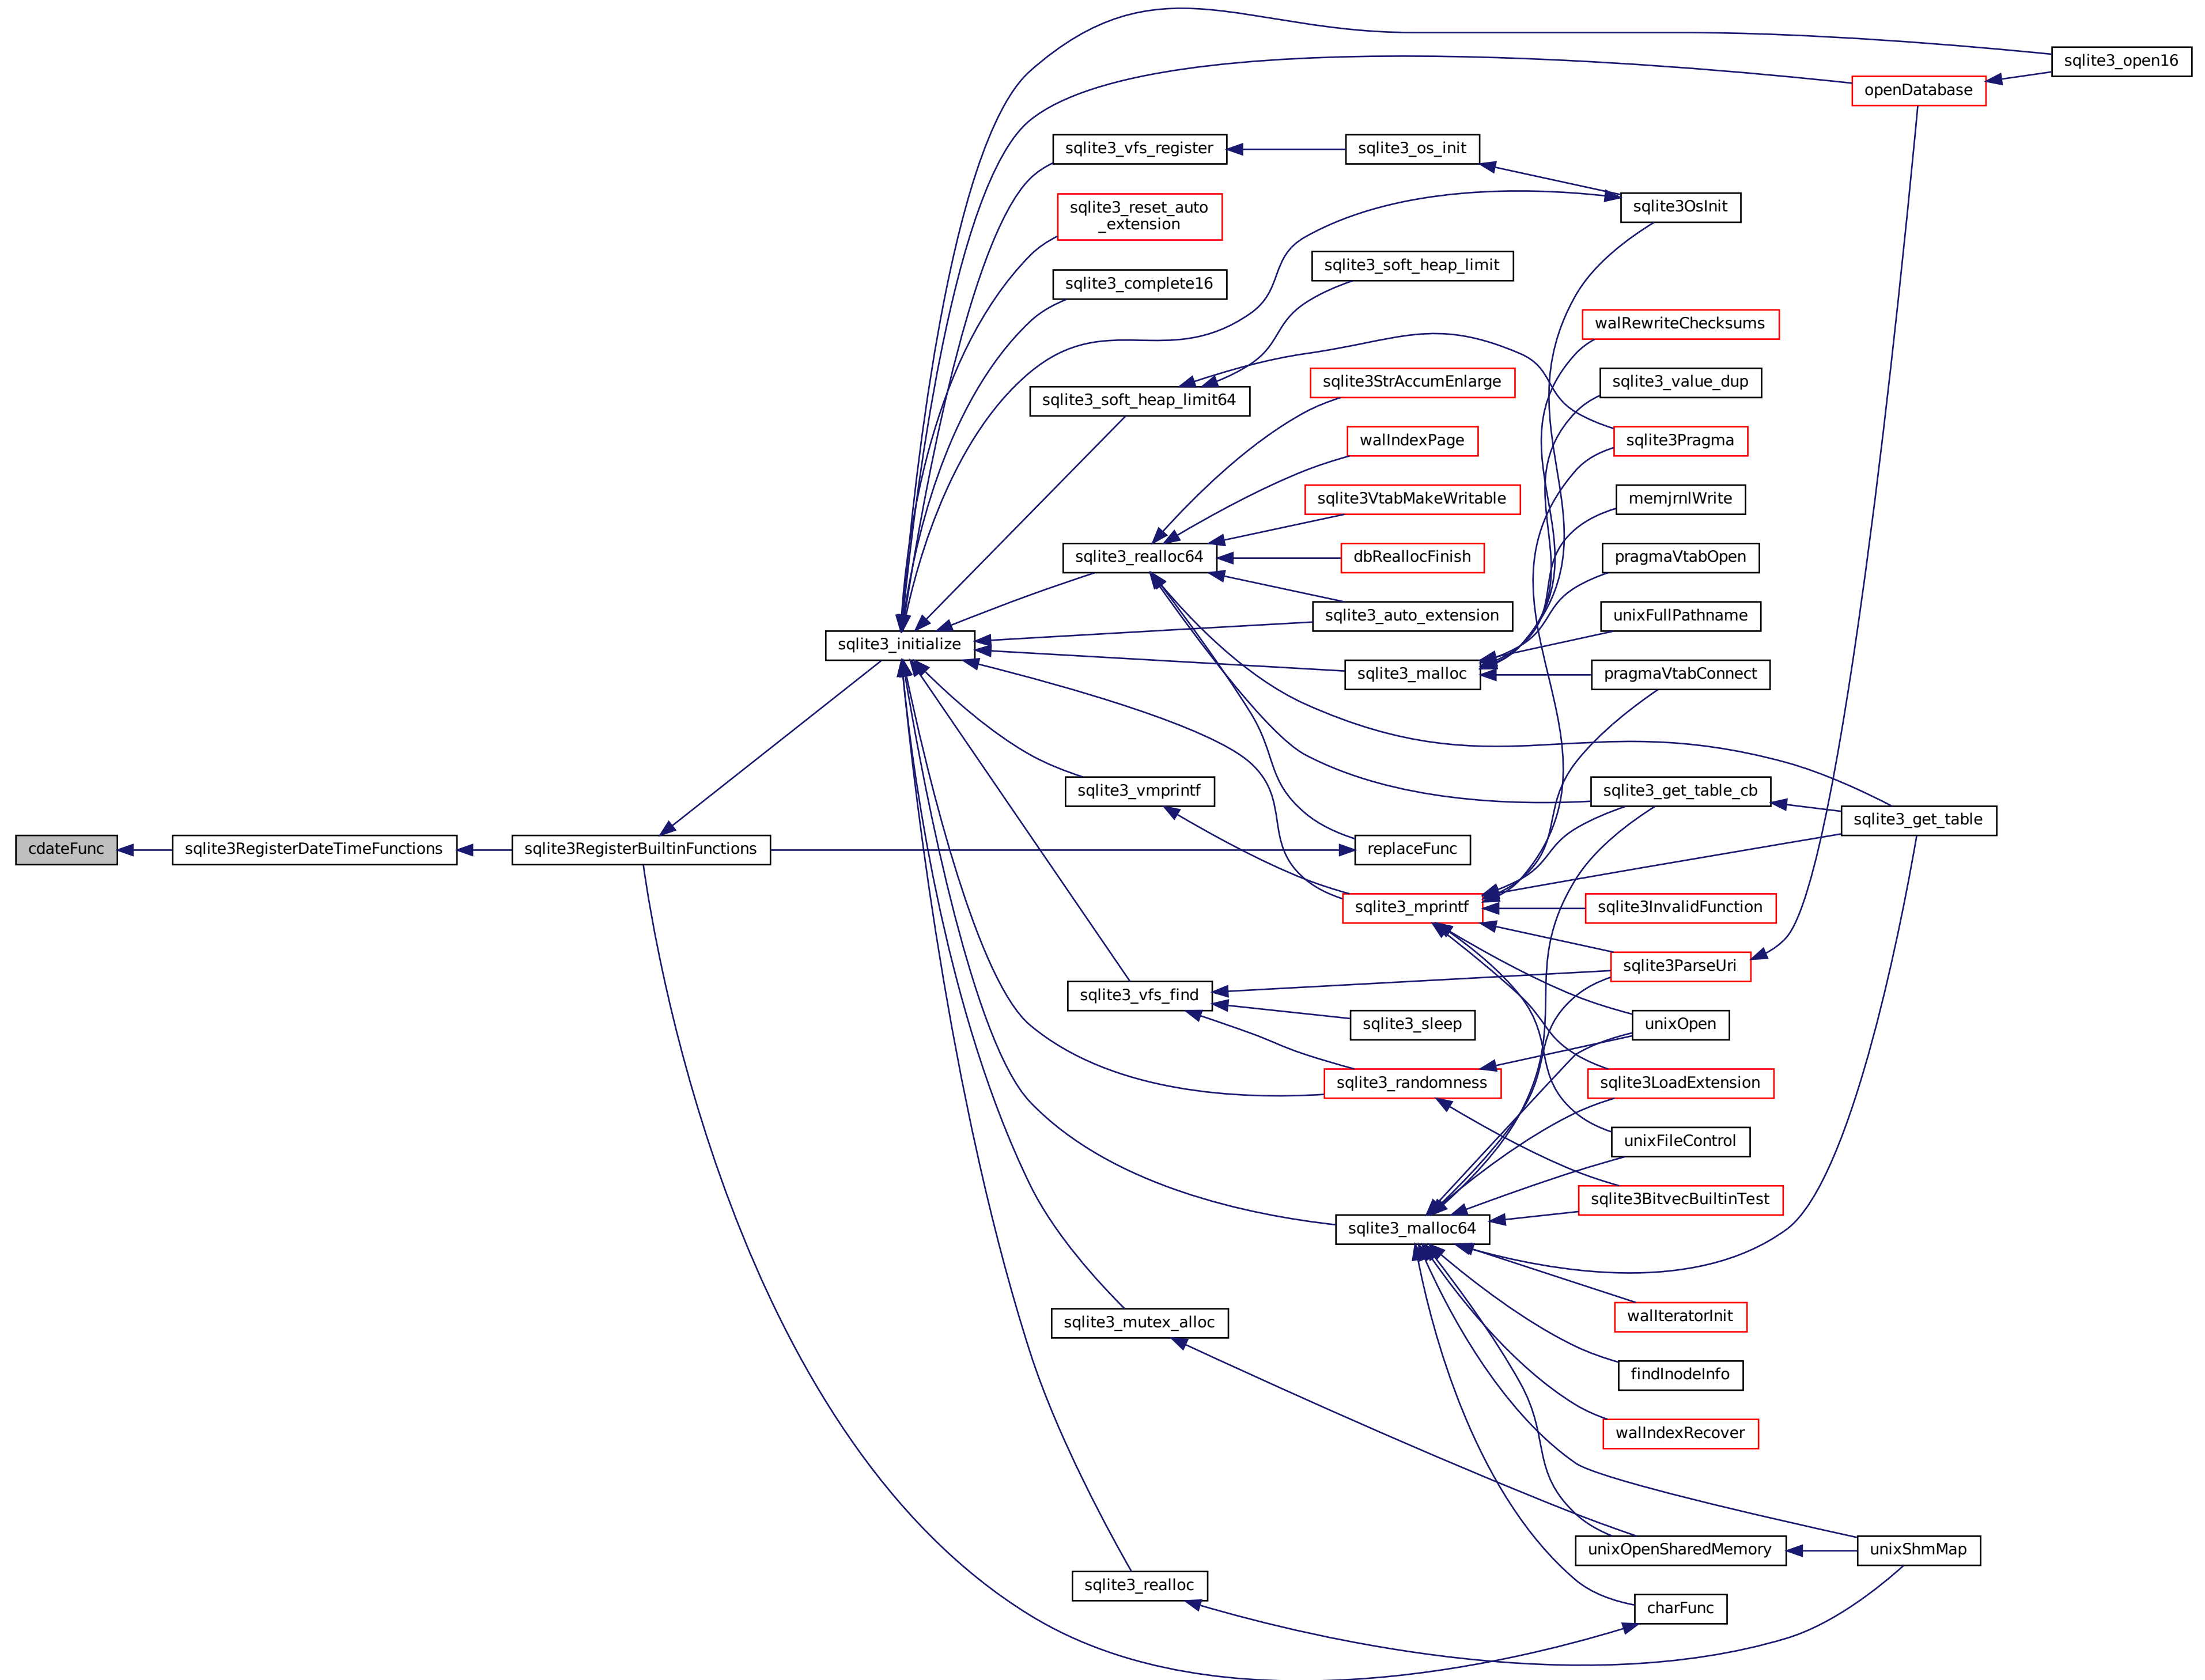 sqlite3_open16
openDatabase
sqlite3_vfs_register
sqlite3_os_init
sqlite3_reset_auto
_extension
sqlite3OsInit
sqlite3_complete16
sqlite3_soft_heap_limit
walRewriteChecksums
sqlite3_soft_heap_limit64
sqlite3StrAccumEnlarge
sqlite3_value_dup
walIndexPage
sqlite3Pragma
sqlite3VtabMakeWritable
memjrnlWrite
sqlite3_realloc64
dbReallocFinish
pragmaVtabOpen
sqlite3_auto_extension
unixFullPathname
sqlite3_initialize
sqlite3_malloc
pragmaVtabConnect
sqlite3_vmprintf
sqlite3_get_table_cb
sqlite3_get_table
cdateFunc
sqlite3RegisterDateTimeFunctions
sqlite3RegisterBuiltinFunctions
replaceFunc
sqlite3_mprintf
sqlite3InvalidFunction
sqlite3ParseUri
sqlite3_vfs_find
sqlite3_sleep
unixOpen
sqlite3_randomness
sqlite3LoadExtension
unixFileControl
sqlite3BitvecBuiltinTest
sqlite3_malloc64
sqlite3_mutex_alloc
walIteratorInit
findInodeInfo
walIndexRecover
unixOpenSharedMemory
unixShmMap
sqlite3_realloc
charFunc